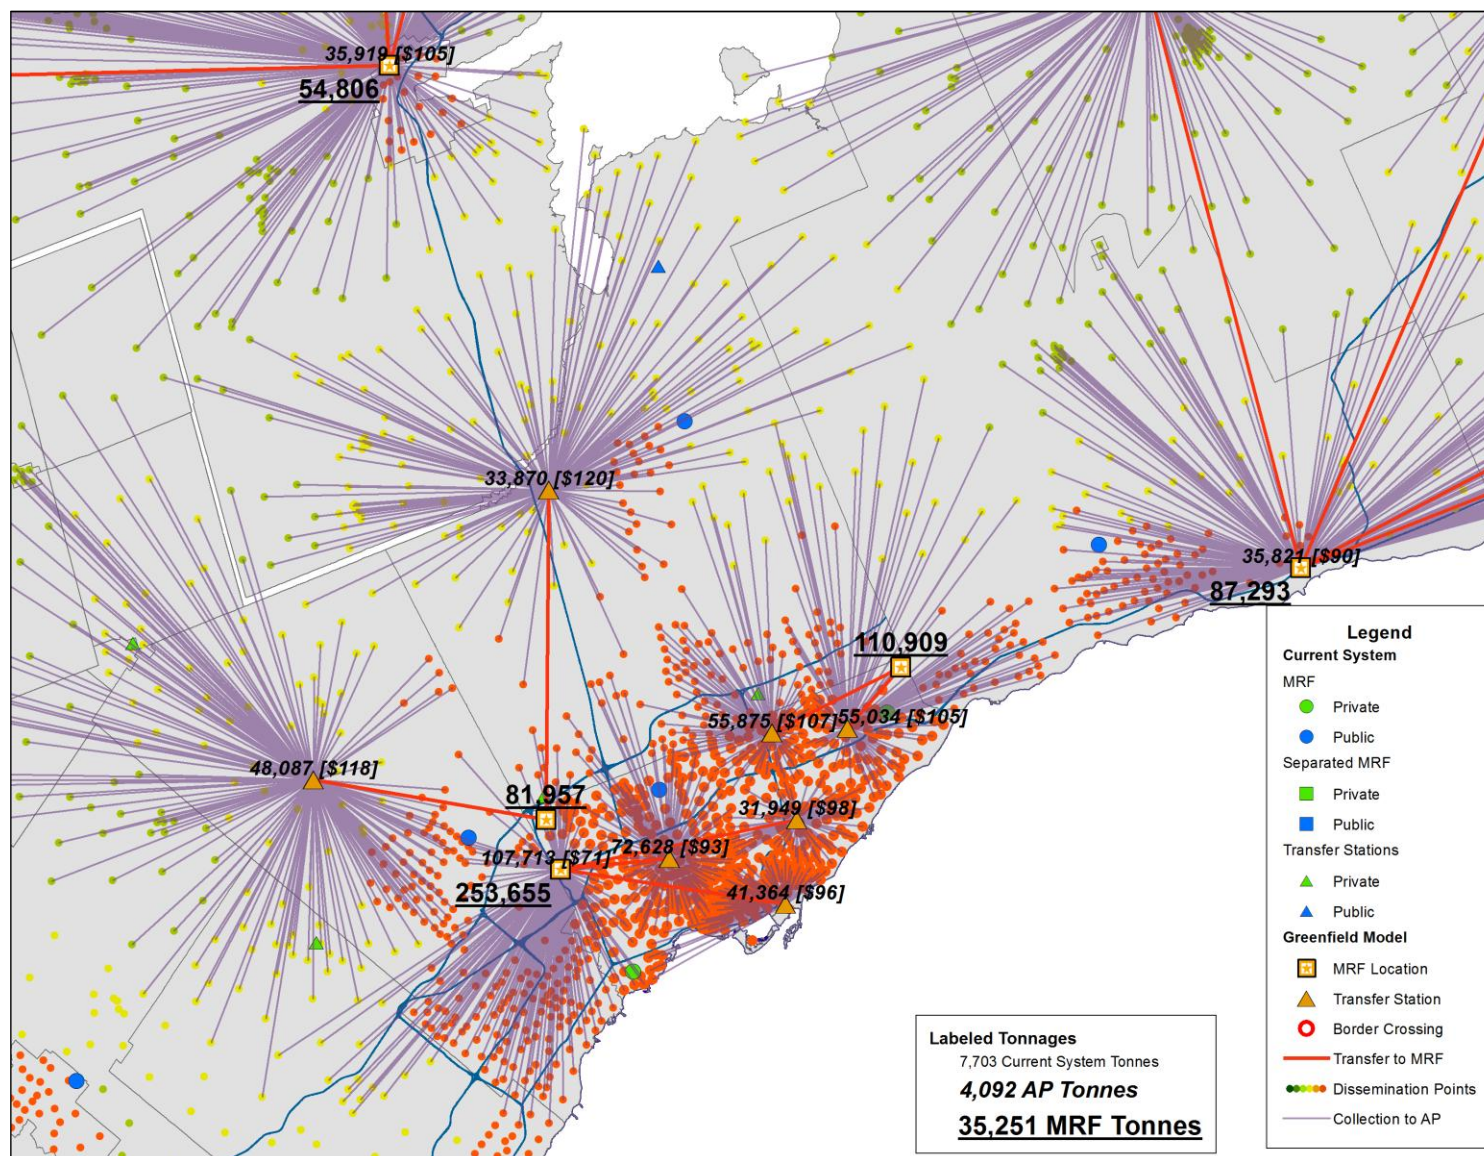 35,919 [$105]
54,806
33,870 [$120]
35,821 [$90]
87,293
110,909
55,875 [$107]
55,034 [$105]
48,087 [$118]
81,957
31,949 [$98]
72,628 [$93]
107,713 [$71]
253,655
41,364 [$96]
Legend
Current System
MRF
Private
Public
Separated MRF
Private
Public
Transfer Stations
Private
Public
Greenfield Model
MRF Location
Transfer Station
Border Crossing
Transfer to MRF
Dissemination Points
Collection to AP
Labeled Tonnages
7,703 Current System Tonnes
4,092 AP Tonnes
35,251 MRF Tonnes